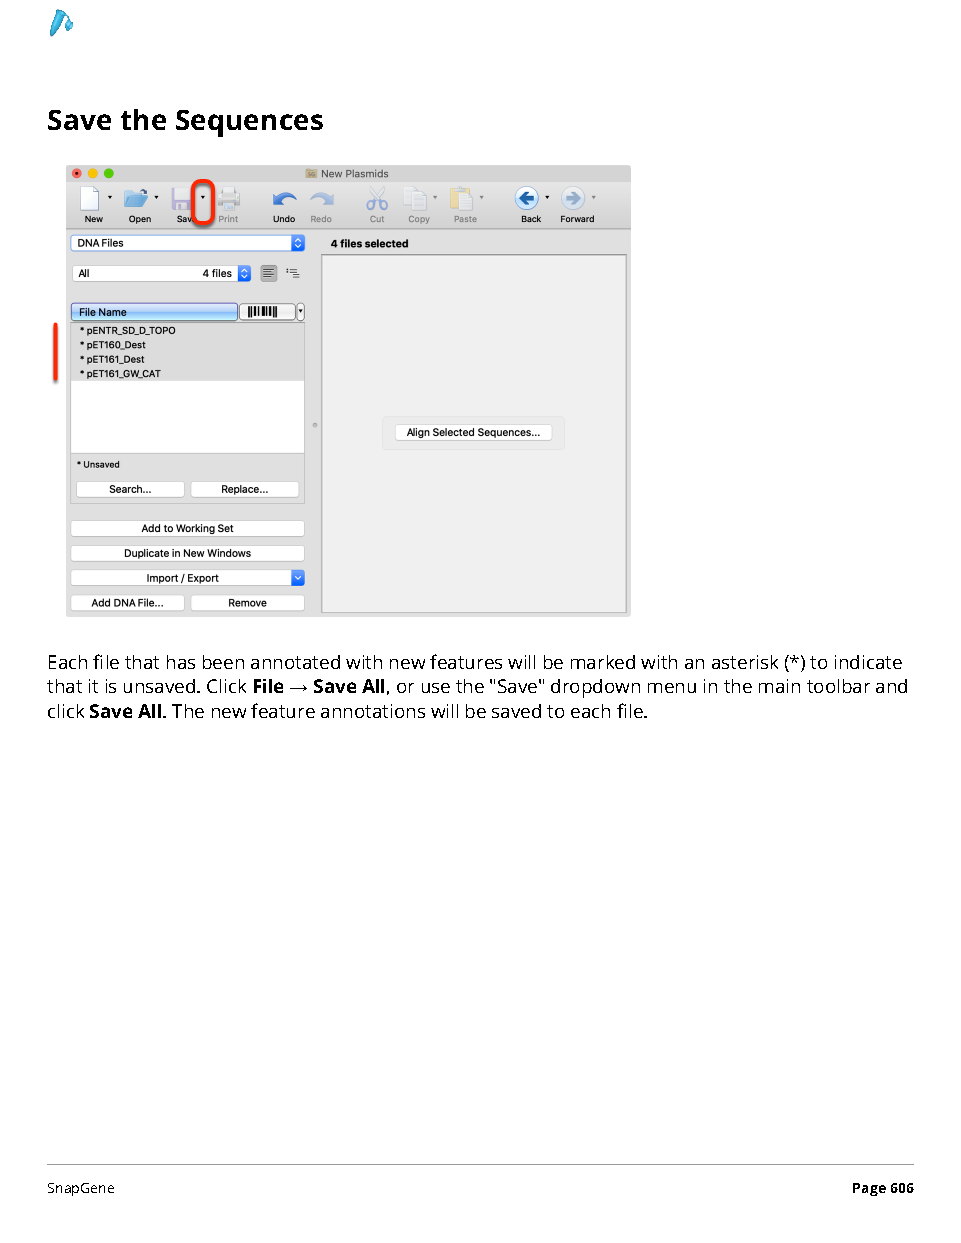 Save the Sequences
New Plasmids
New Open Save Print Undo Redo Cut Copy Paste Back Forward
DNA Files
4 files selected
All 4 files
File Name
* pENTR_SD_D_TOPO
* pET160_Dest
* pET161_Dest
* pET161_GW_CAT
Align Selected Sequences...
* Unsaved
Search... Replace...
Add to Working Set
Duplicate in New Windows
Import / Export
Add DNA File... Remove
Each file that has been annotated with new features will be marked with an asterisk (*) to indicate
that it is unsaved. Click File → Save All, or use the "Save" dropdown menu in the main toolbar and
click Save All. The new feature annotations will be saved to each file.
SnapGene Page 606